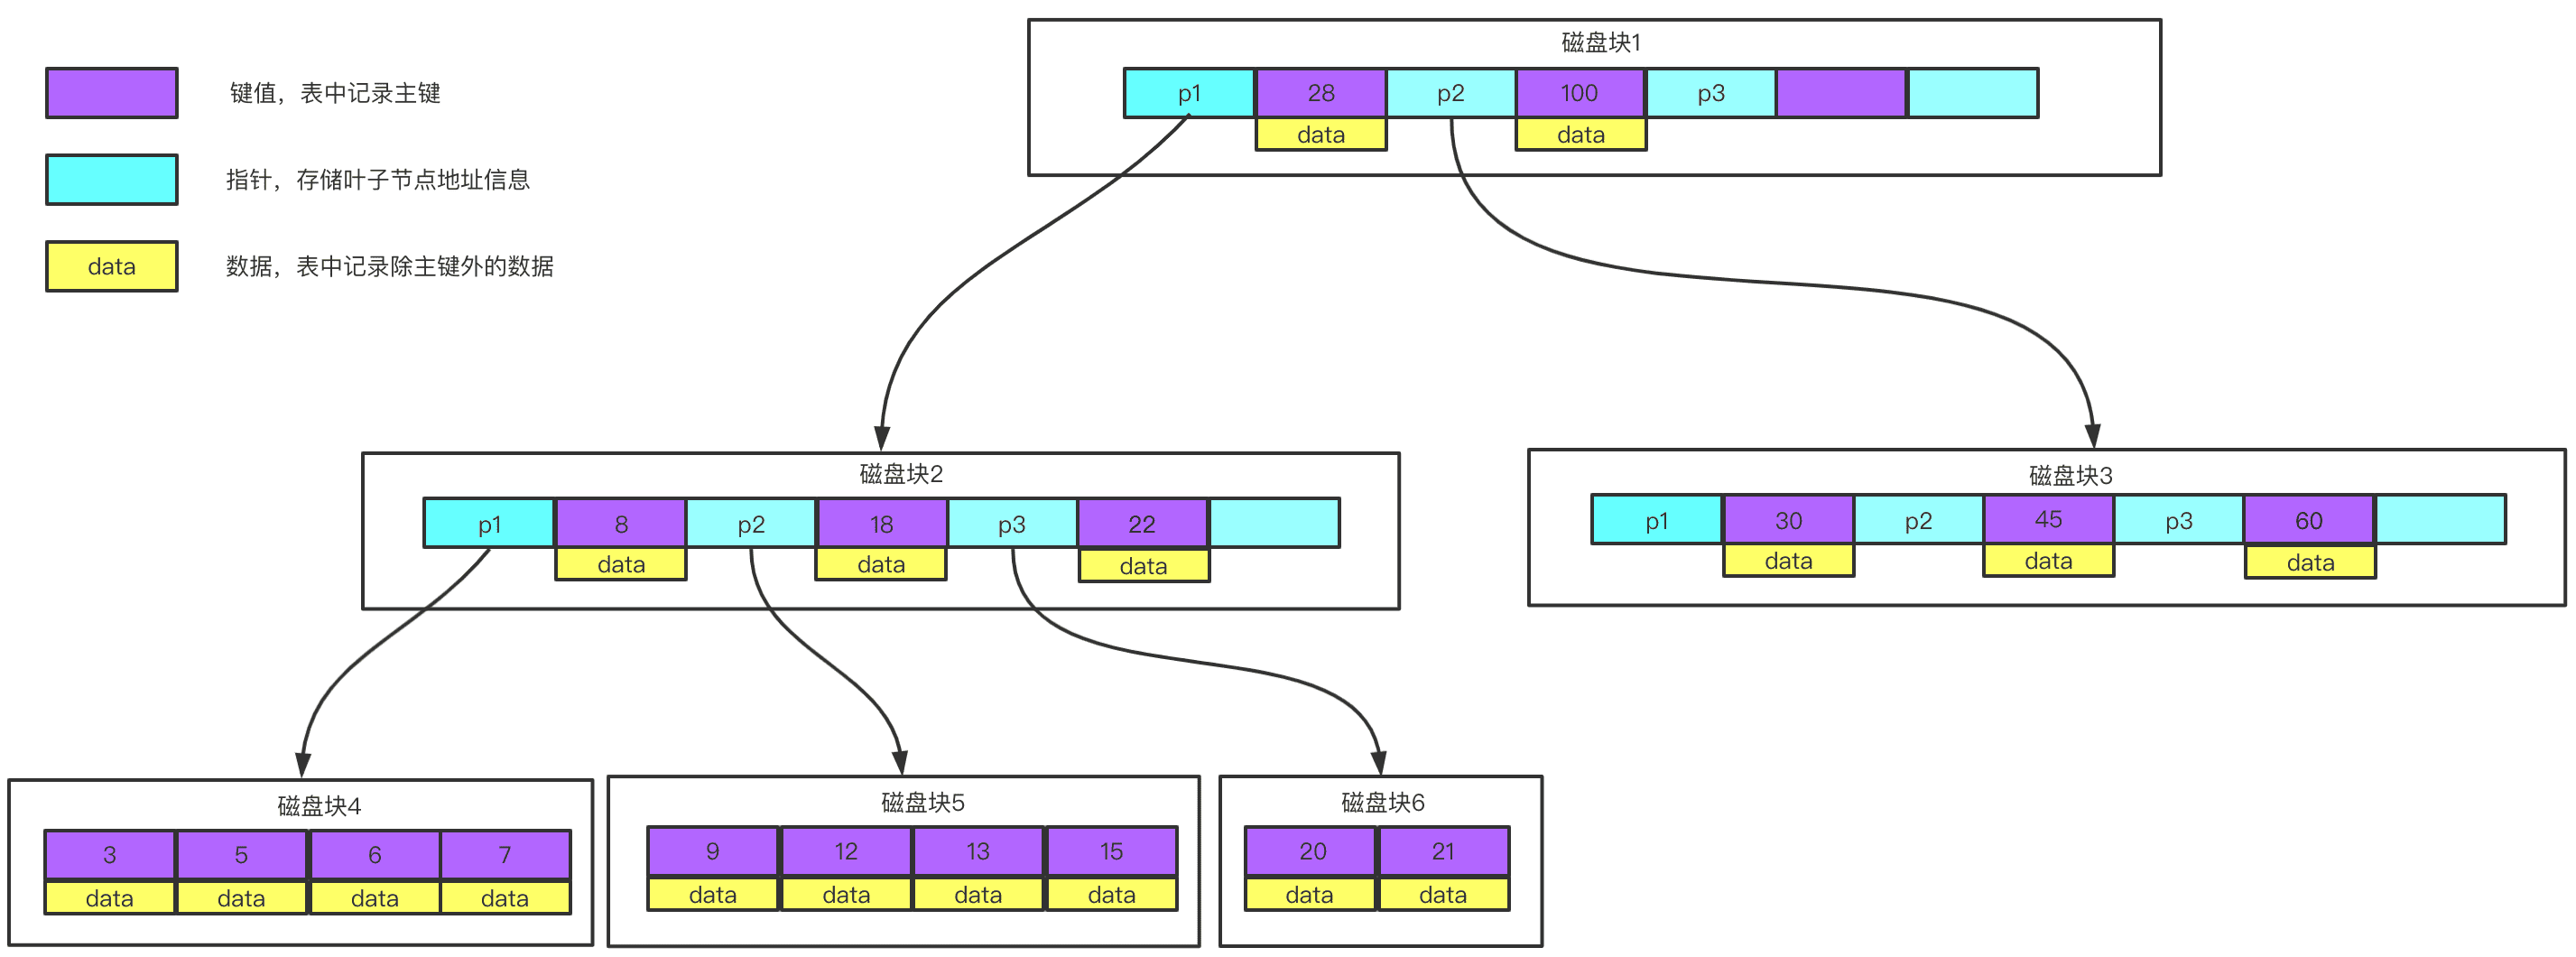 键值，表中记录主键
指针，存储叶子节点地址信息
data 数据，表中记录除主键外的数据
磁盘块1
p1 28 p2 100 p3
data data
磁盘块2
p1 8 p2 18 p3 22
data data data
磁盘块3
p1 30 p2 45 p3 60
data data data
磁盘块4
3 5 6 7
data data data data
磁盘块5
9 12 13 15
data data data data
磁盘块6
20 21
data data